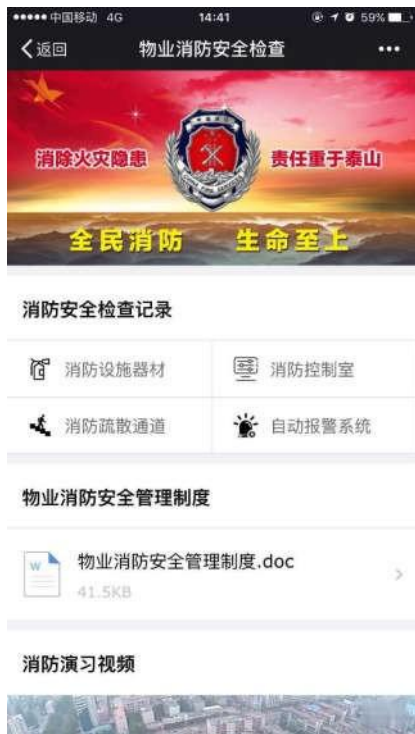 中国移动 4G 14:41 59%
返回 物业消防安全检查
消除火灾隐患 责任重于泰山
全民消防 生命至上
消防安全检查记录
消防设施器材 消防控制室
消防疏散通道 自动报警系统
物业消防安全管理制度
W 物业消防安全管理制度.doc
41.5KB
消防演习视频